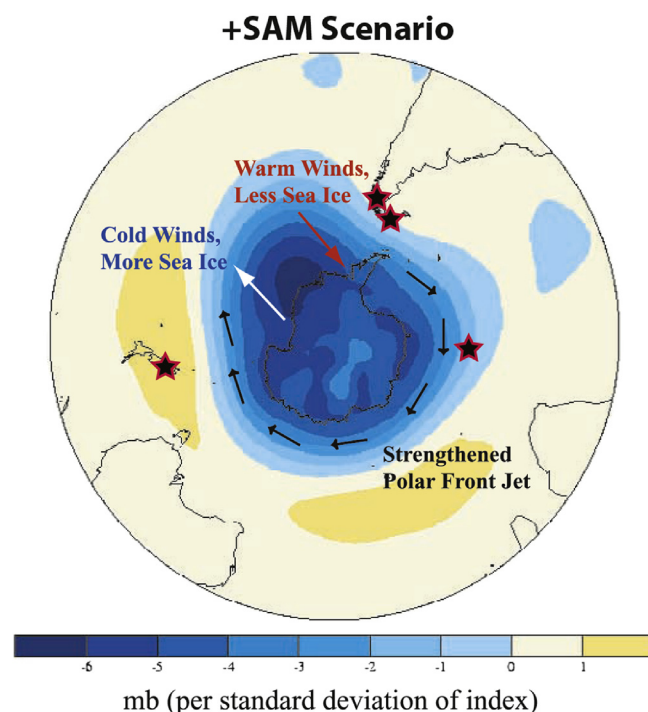 +SAM Scenario
Warm Winds,
Less Sea Ice
Cold Winds,
More Sea Ice
Strengthened
Polar Front Jet
-6 -5 -4 -3 -2 -1 0 1
mb (per standard deviation of index)